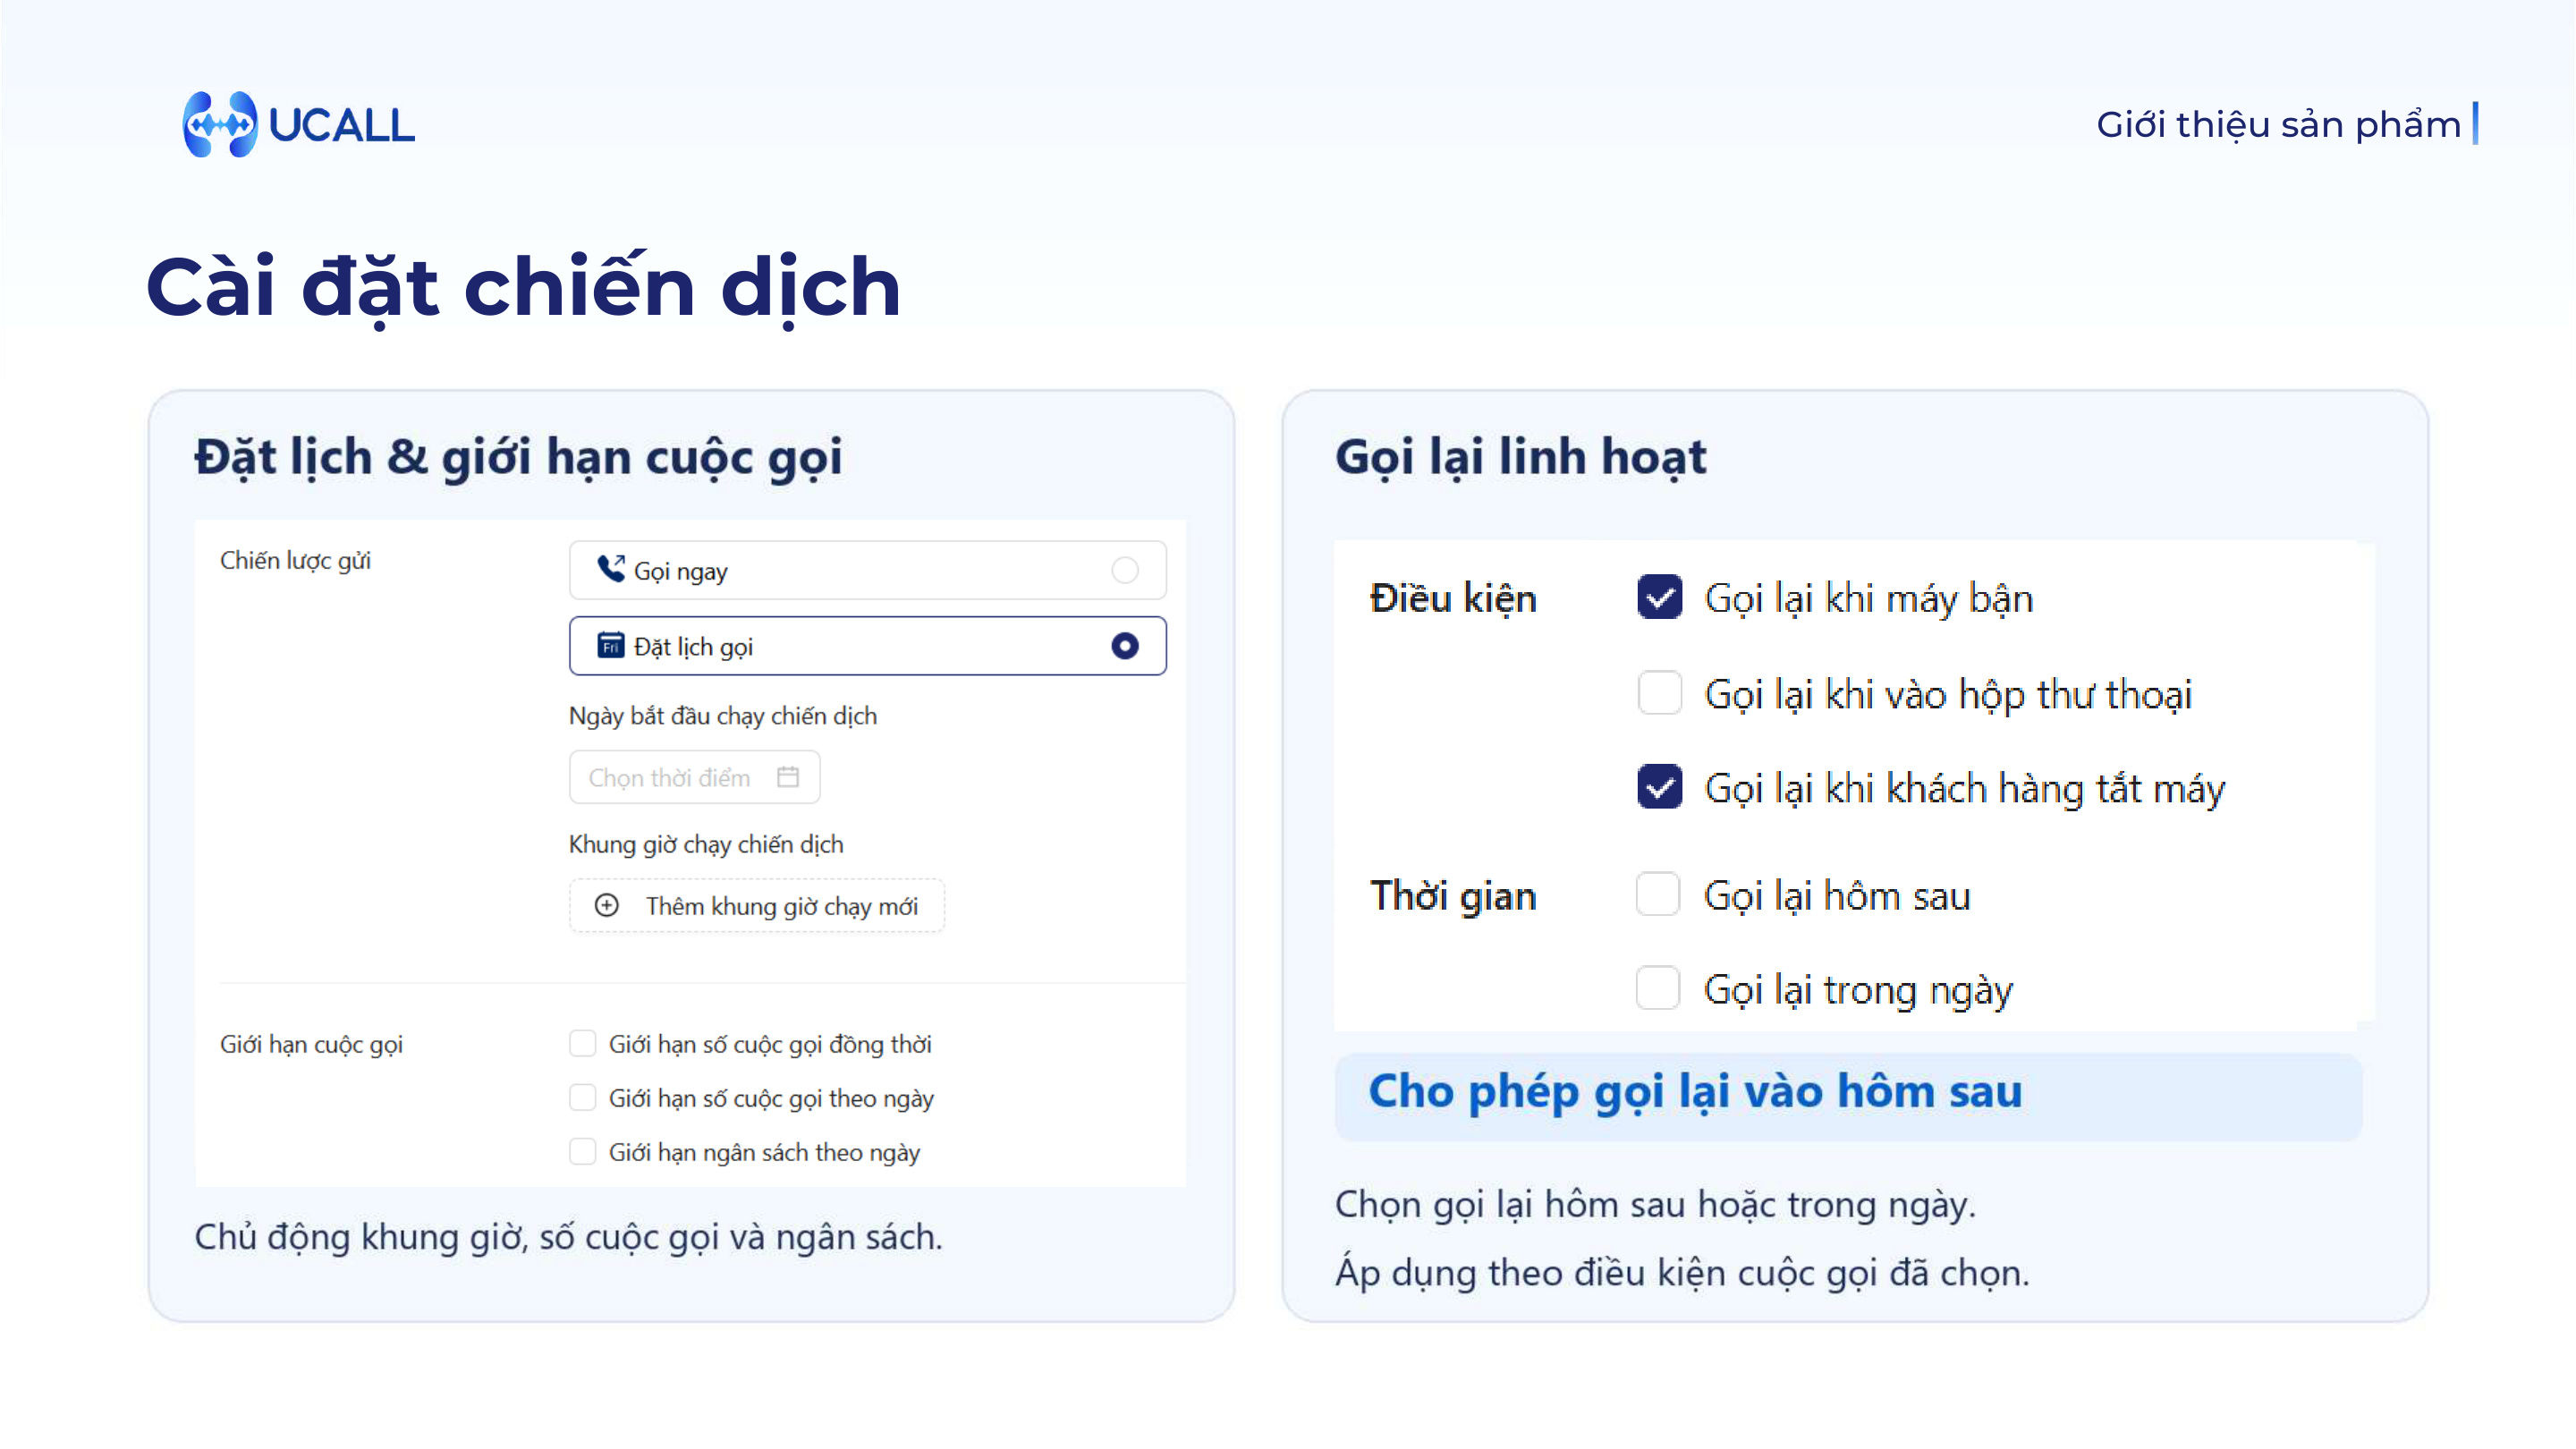 UCALL
Giới thiệu sản phẩm
Cài đặt chiến dịch
Đặt lịch & giới hạn cuộc gọi
Chiến lược gửi
Gọi ngay
Fri Đặt lịch gọi
Ngày bắt đầu chạy chiến dịch
Chọn thời điểm
Khung giờ chạy chiến dịch
Thêm khung giờ chạy mới
Giới hạn cuộc gọi
Giới hạn số cuộc gọi đồng thời
Giới hạn số cuộc gọi theo ngày
Giới hạn ngân sách theo ngày
Chủ động khung giờ, số cuộc gọi và ngân sách.
Gọi lại linh hoạt
Điều kiện
Gọi lại khi máy bận
Gọi lại khi vào hộp thư thoại
Gọi lại khi khách hàng tắt máy
Thời gian
Gọi lại hôm sau
Gọi lại trong ngày
Cho phép gọi lại vào hôm sau
Chọn gọi lại hôm sau hoặc trong ngày.
Áp dụng theo điều kiện cuộc gọi đã chọn.